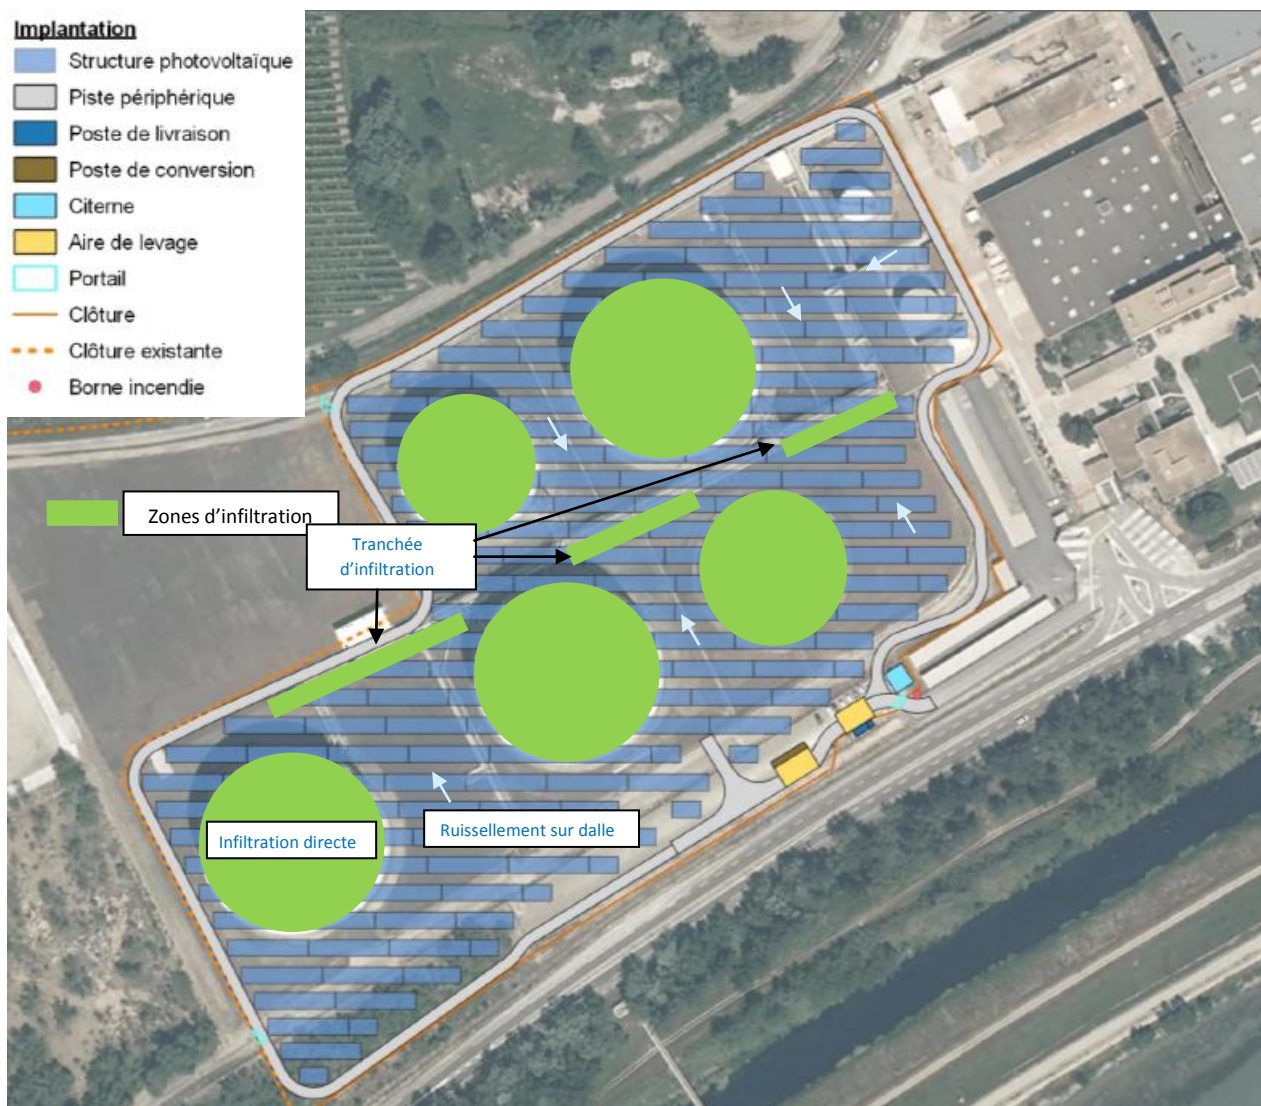 Implantation
Structure photovoltaïque
Piste périphérique
Poste de livraison
Poste de conversion
Citerne
Aire de levage
Portail
Clôture
Clôture existante
Borne incendie
Zones d'infiltration
Tranchée
d'infiltration
Infiltration directe
Ruissellement sur dalle